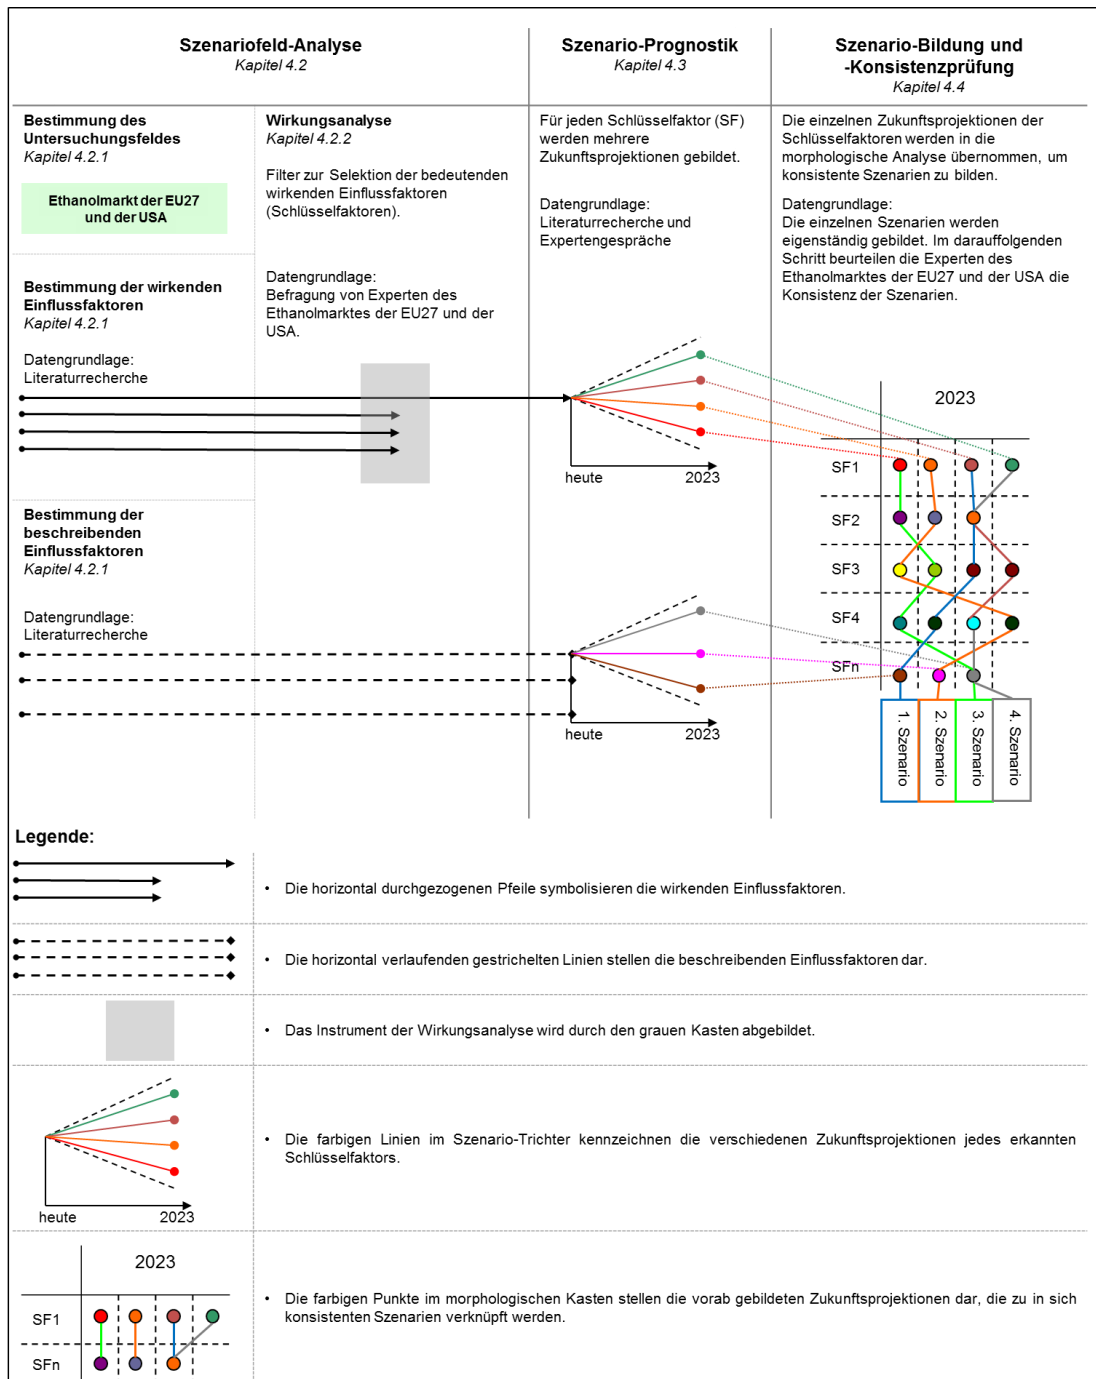 Szenariofeld-Analyse
Kapitel 4.2
Szenario-Prognostik
Kapitel 4.3
Szenario-Bildung und
-Konsistenzprüfung
Kapitel 4.4
Bestimmung des
Untersuchungsfeldes
Kapitel 4.2.1
Ethanolmarkt der EU27
und der USA
Bestimmung der wirkenden
Einflussfaktoren
Kapitel 4.2.1
Datengrundlage:
Literaturrecherche
Bestimmung der
beschreibenden
Einflussfaktoren
Kapitel 4.2.1
Datengrundlage:
Literaturrecherche
Wirkungsanalyse
Kapitel 4.2.2
Filter zur Selektion der bedeutenden
wirkenden Einflussfaktoren
(Schlüsselfaktoren).
Datengrundlage:
Befragung von Experten des
Ethanolmarktes der EU27 und der
USA.
Für jeden Schlüsselfaktor (SF)
werden mehrere
Zukunftsprojektionen gebildet.
Datengrundlage:
Literaturrecherche und
Expertengespräche
heute
2023
heute
2023
Die einzelnen Zukunftsprojektionen der
Schlüsselfaktoren werden in die
morphologische Analyse übernommen, um
konsistente Szenarien zu bilden.
Datengrundlage:
Die einzelnen Szenarien werden
eigenständig gebildet. Im darauffolgenden
Schritt beurteilen die Experten des
Ethanolmarktes der EU27 und der USA die
Konsistenz der Szenarien.
2023
SF1
SF2
SF3
SF4
SFn
1. Szenario
2. Szenario
3. Szenario
4. Szenario
Legende:
• Die horizontal durchgezogenen Pfeile symbolisieren die wirkenden Einflussfaktoren.
• Die horizontal verlaufenden gestrichelten Linien stellen die beschreibenden Einflussfaktoren dar.
• Das Instrument der Wirkungsanalyse wird durch den grauen Kasten abgebildet.
heute
2023
• Die farbigen Linien im Szenario-Trichter kennzeichnen die verschiedenen Zukunftsprojektionen jedes erkannten
Schlüsselfaktors.
2023
SF1
SFn
• Die farbigen Punkte im morphologischen Kasten stellen die vorab gebildeten Zukunftsprojektionen dar, die zu in sich
konsistenten Szenarien verknüpft werden.